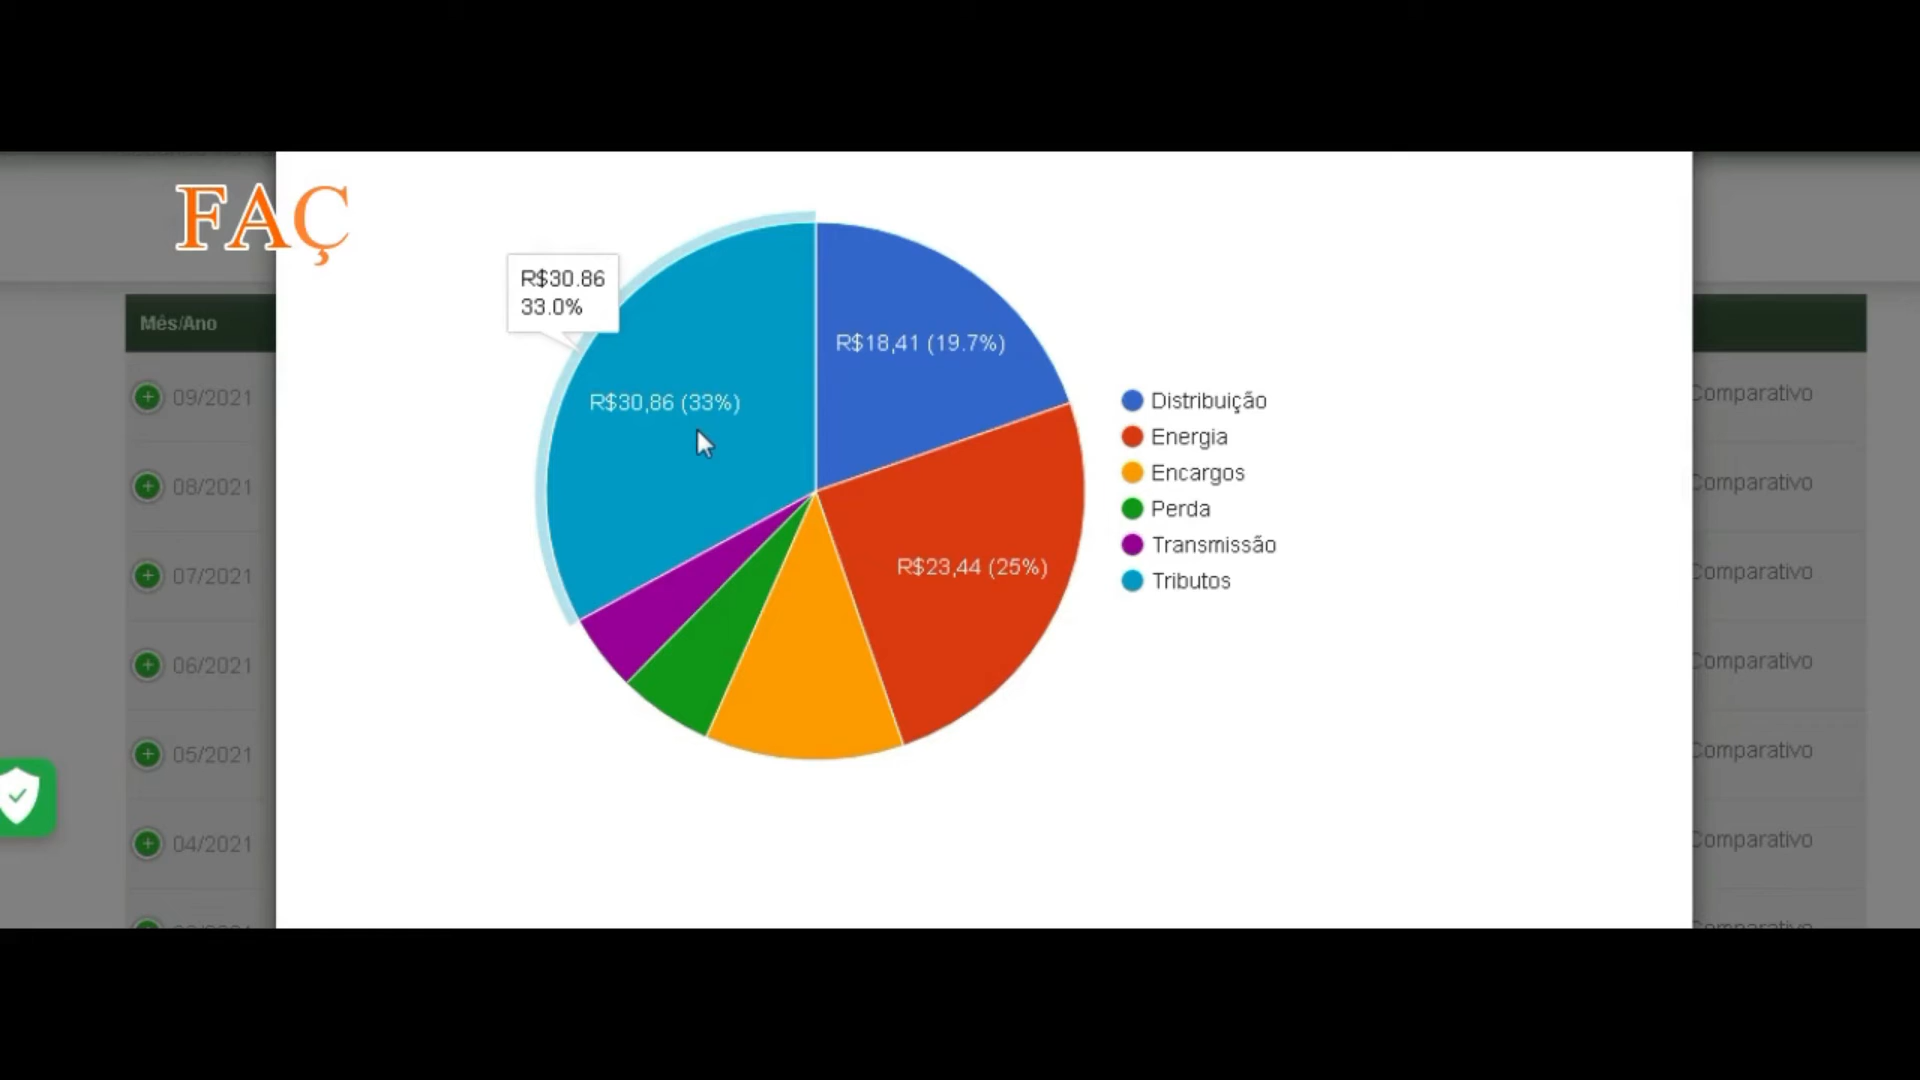 FAÇ
R$30.86
33.0%
R$18,41 (19.7%)
R$30,86 (33%)
R$23,44 (25%)
Distribuição
Energia
Encargos
Perda
Transmissão
Tributos
Mês/Ano
09/2021
Comparativo
08/2021
Comparativo
07/2021
Comparativo
06/2021
Comparativo
05/2021
Comparativo
04/2021
Comparativo